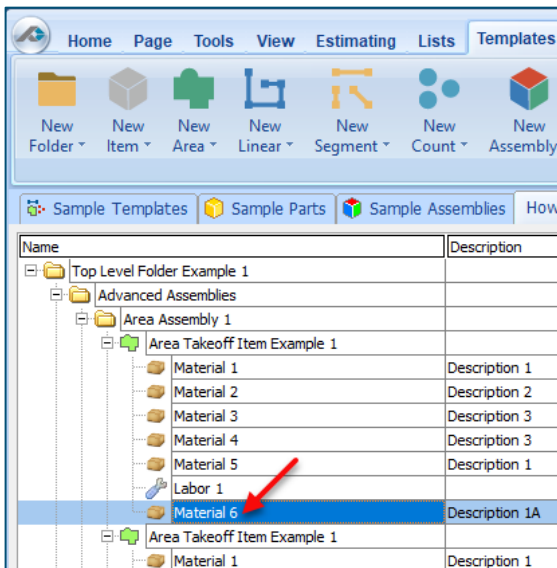 Home Page Tools View Estimating Lists Templates
New Folder New Item New Area New Linear New Segment New Count New Assembly
Sample Templates Sample Parts Sample Assemblies How
Name Description
Top Level Folder Example 1
Advanced Assemblies
Area Assembly 1
Area Takeoff Item Example 1
Material 1 Description 1
Material 2 Description 2
Material 3 Description 3
Material 4 Description 3
Material 5 Description 1
Labor 1
Material 6 Description 1A
Area Takeoff Item Example 1
Material 1 Description 1